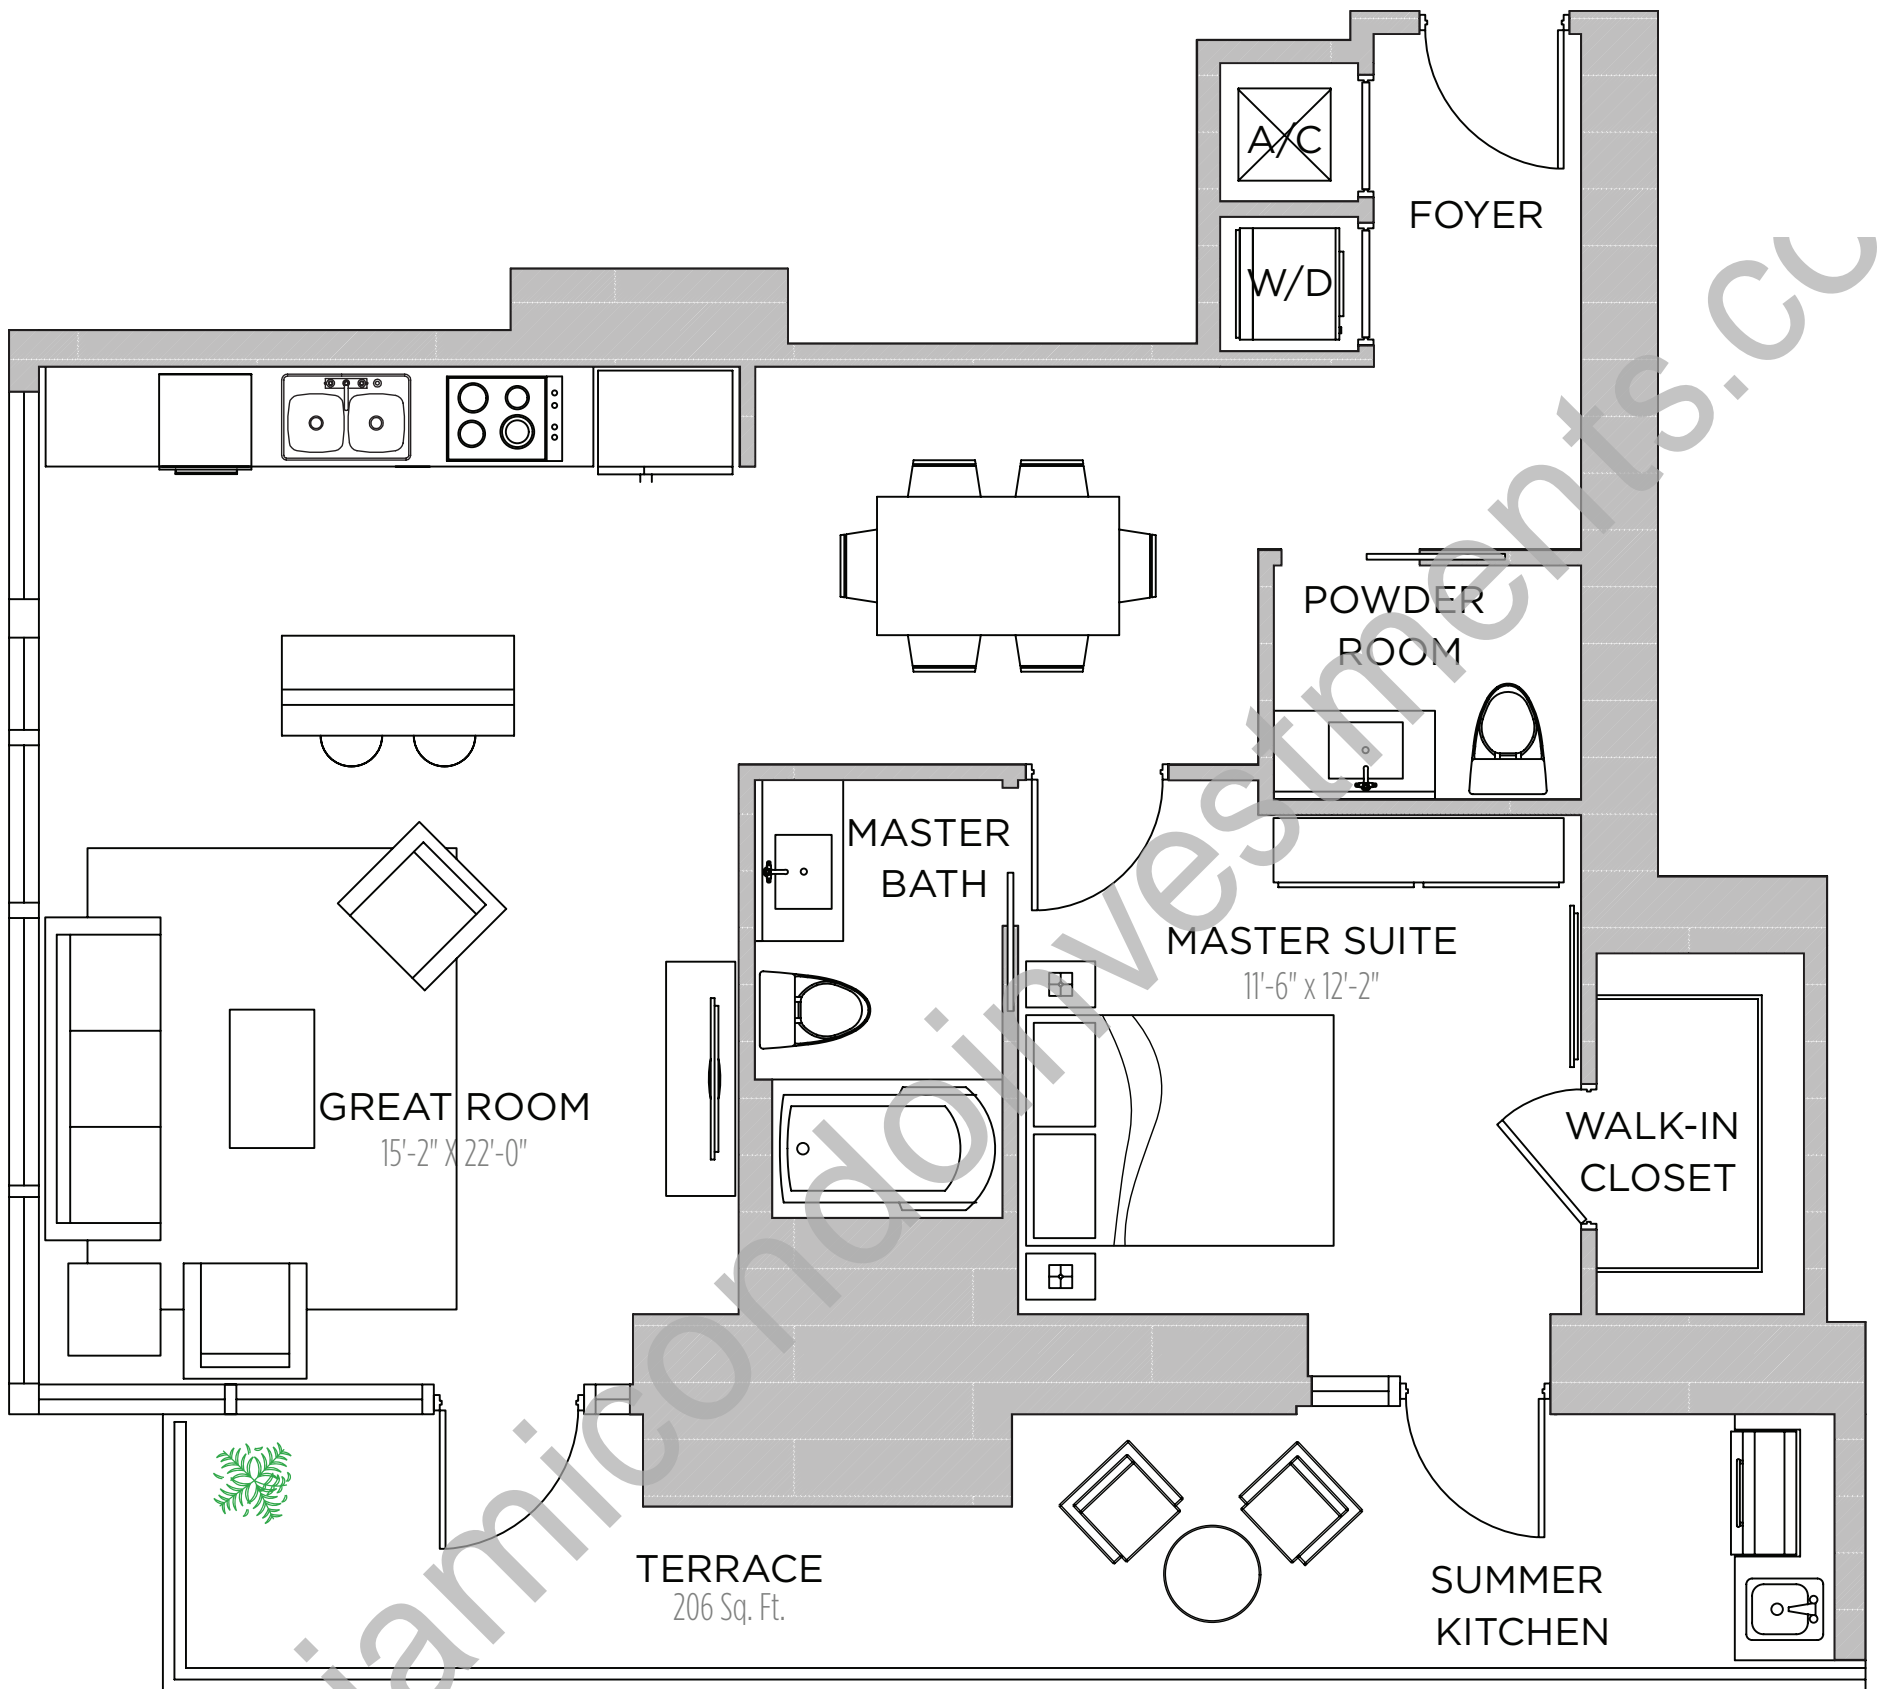 A/C
FOYER
W/D
POWDER
ROOM
MASTER
BATH
MASTER SUITE
11'-6" x 12'-2"
GREAT ROOM
15'-2" X 22'-0"
WALK-IN
CLOSET
TERRACE
206 Sq. Ft.
SUMMER
KITCHEN
iamicondoinvestments.co